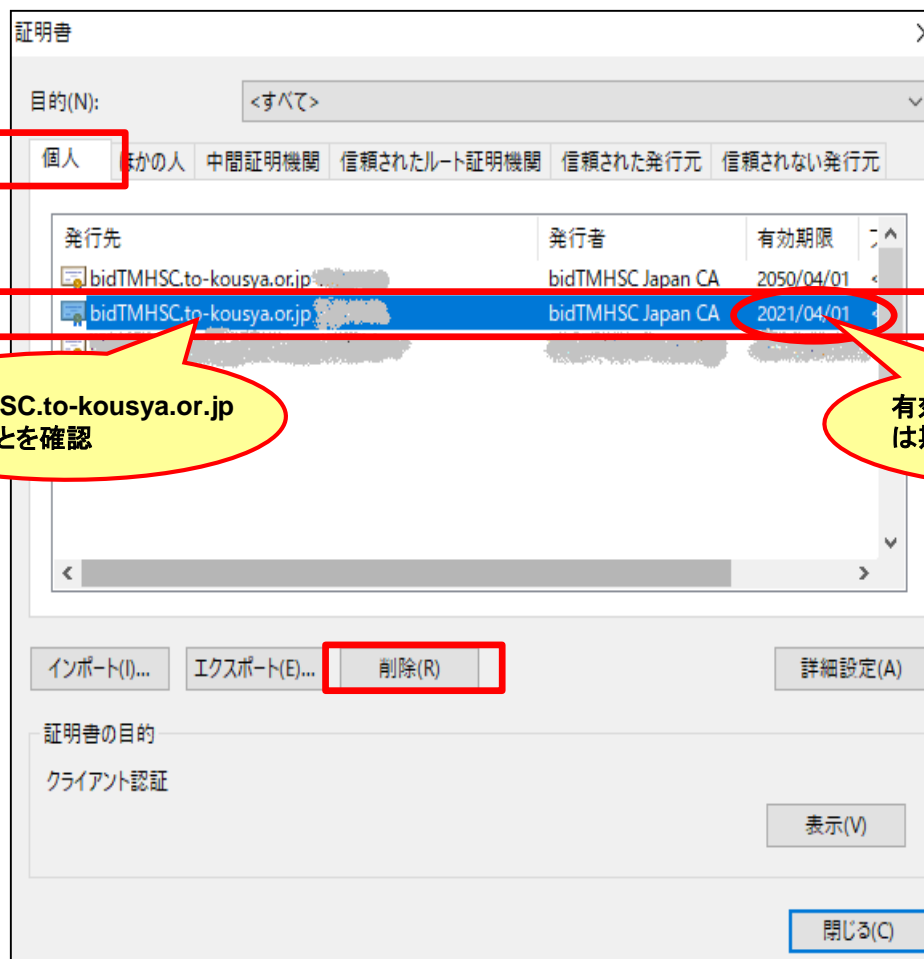 証明書
目的(N): <すべて>
個人 ほかの人 中間証明機関 信頼されたルート証明機関 信頼された発行元 信頼されない発行元
発行先 発行者 有効期限
bidTMHSC.to-kousya.or.jp bidTMHSC Japan CA 2050/04/01 <
bidTMHSC.to-kousya.or.jp bidTMHSC Japan CA 2021/04/01 <
SC.to-kousya.or.jp
とを確認
有効
は期
インポート(I)... エクスポート(E)... 削除(R) 詳細設定(A)
証明書の目的
クライアント認証
表示(V)
閉じる(C)